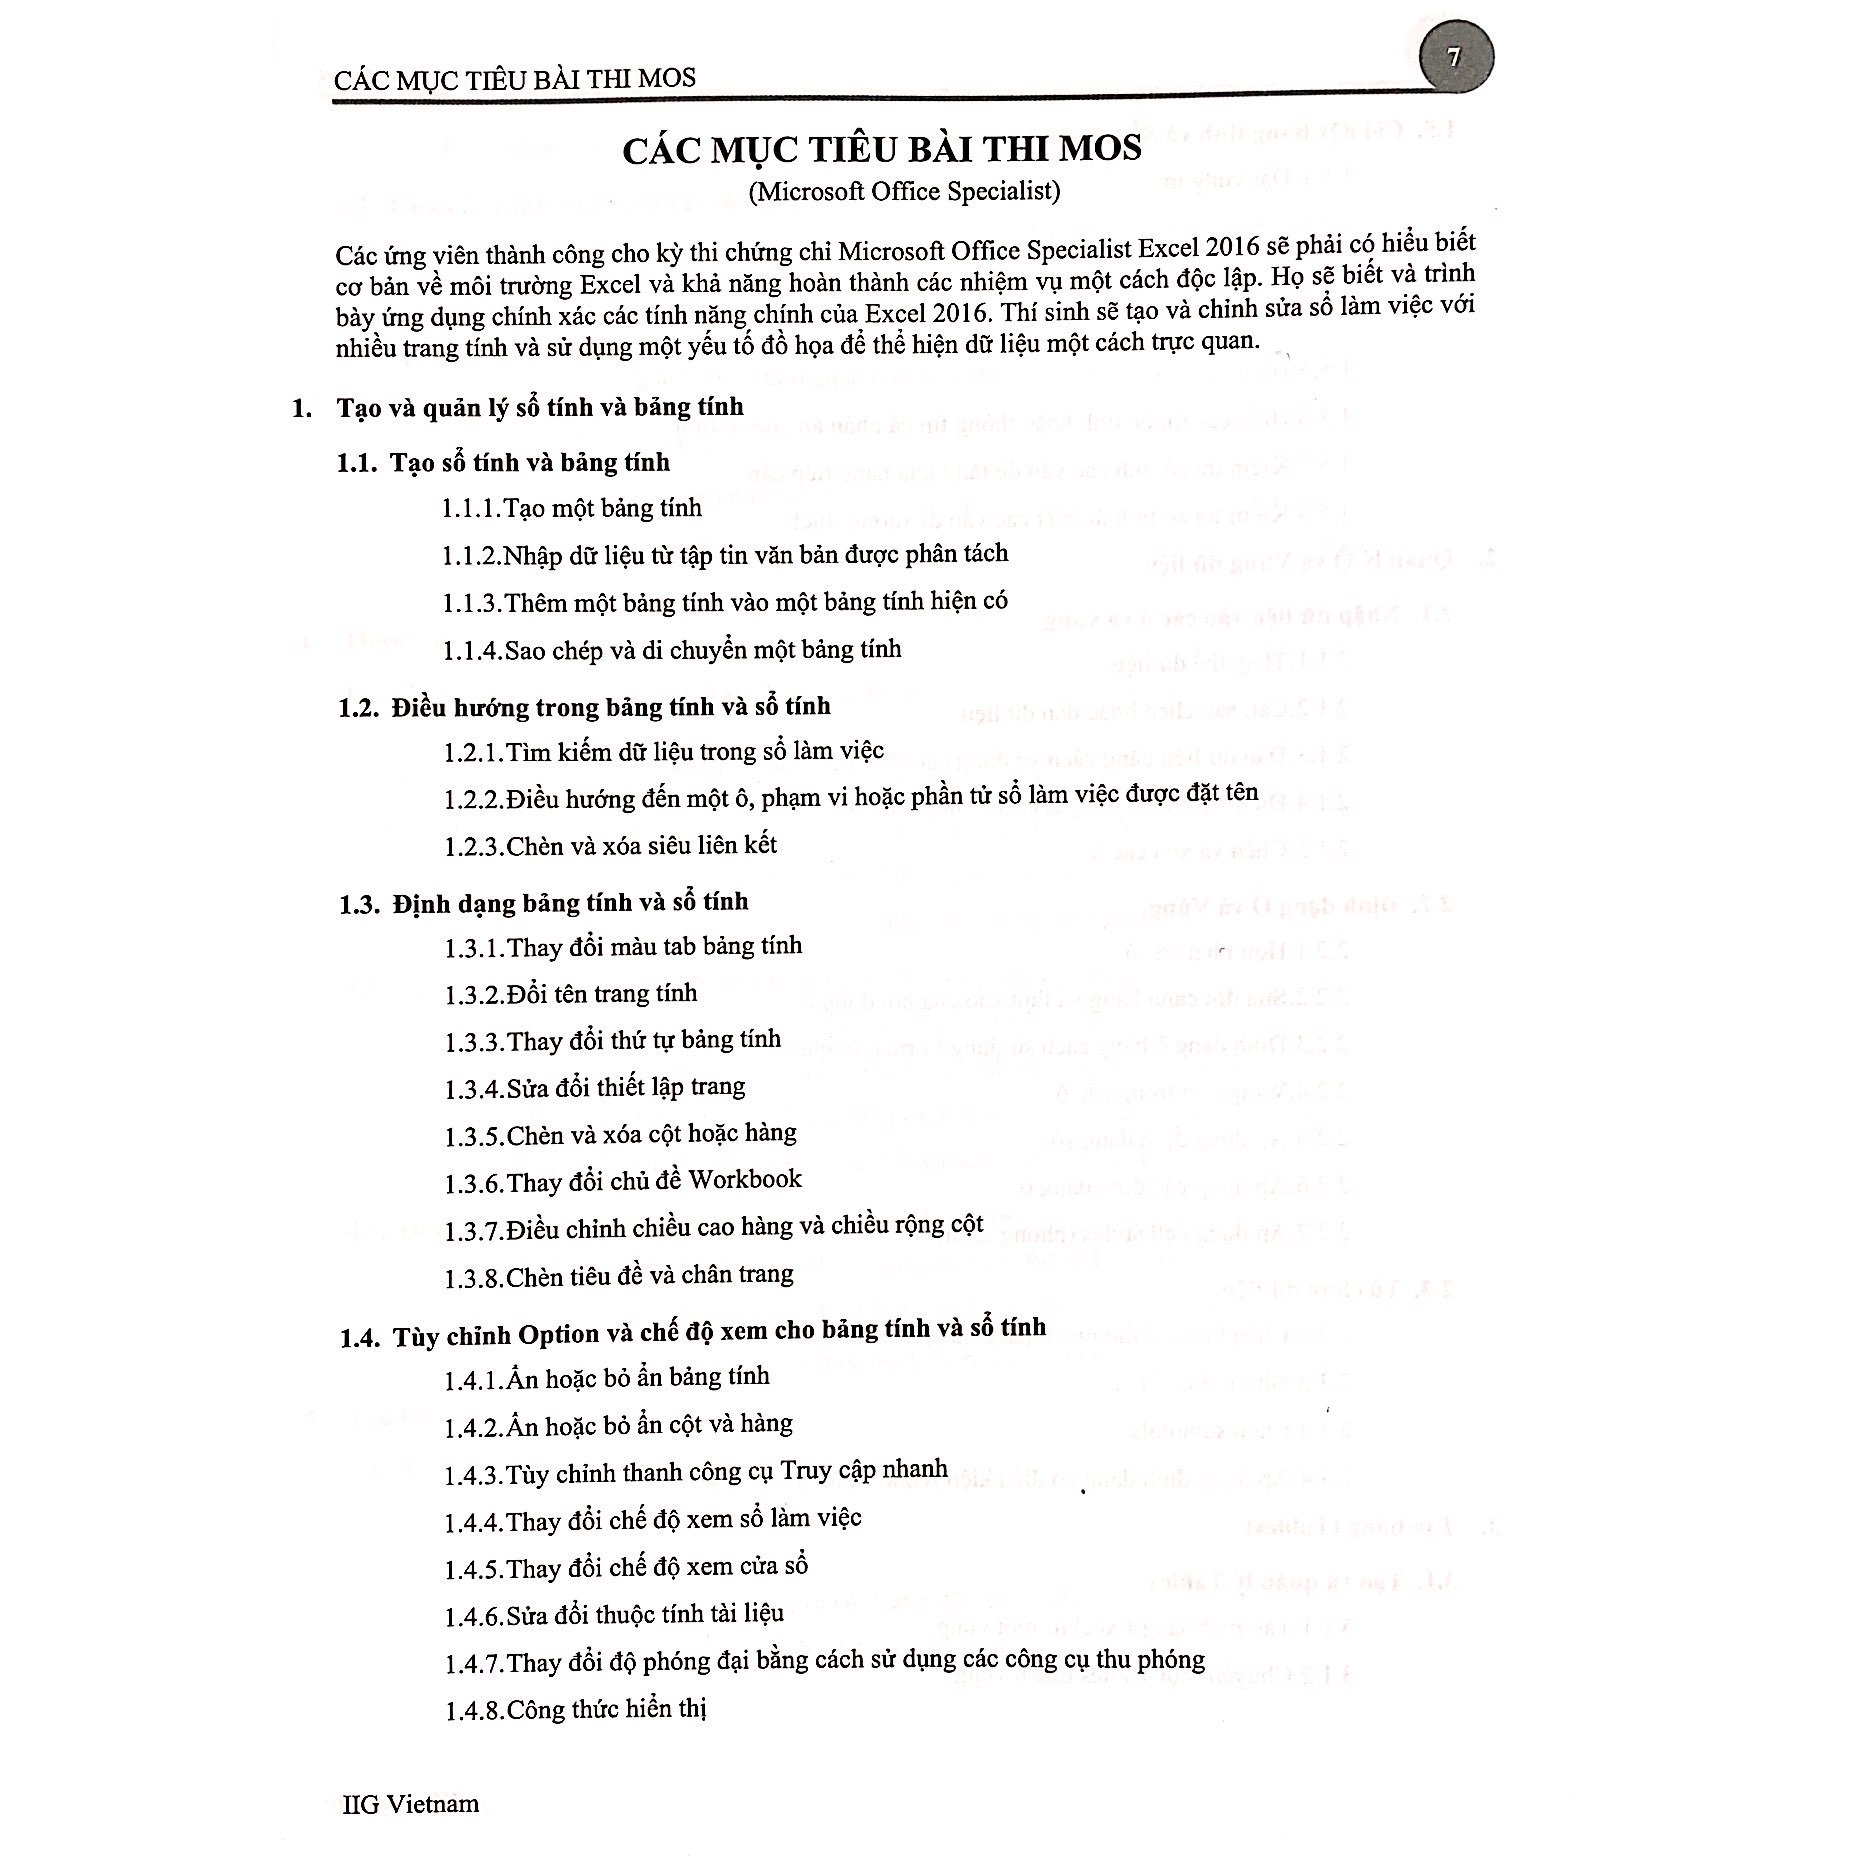 CÁC MỤC TIÊU BÀI THI MOS
7
CÁC MỤC TIÊU BÀI THI MOS
(Microsoft Office Specialist)
Các ứng viên thành công cho kỳ thi chứng chỉ Microsoft Office Specialist Excel 2016 sẽ phải có hiểu biết
cơ bản về môi trường Excel và khả năng hoàn thành các nhiệm vụ một cách độc lập. Họ sẽ biết và trình
bày ứng dụng chính xác các tính năng chính của Excel 2016. Thí sinh sẽ tạo và chỉnh sửa sổ làm việc với
nhiều trang tính và sử dụng một yếu tố đồ họa để thể hiện dữ liệu một cách trực quan.
1. Tạo và quản lý sổ tính và bảng tính
1.1. Tạo sổ tính và bảng tính
1.1.1.Tạo một bảng tính
1.1.2.Nhập dữ liệu từ tập tin văn bản được phân tách
1.1.3.Thêm một bảng tính vào một bảng tính hiện có
1.1.4.Sao chép và di chuyển một bảng tính
1.2. Điều hướng trong bảng tính và sổ tính
1.2.1.Tìm kiếm dữ liệu trong sổ làm việc
1.2.2.Điều hướng đến một ô, phạm vi hoặc phần tử sổ làm việc được đặt tên
1.2.3.Chèn và xóa siêu liên kết
1.3. Định dạng bảng tính và sổ tính
1.3.1.Thay đổi màu tab bảng tính
1.3.2.Đổi tên trang tính
1.3.3.Thay đổi thứ tự bảng tính
1.3.4.Sửa đổi thiết lập trang
1.3.5.Chèn và xóa cột hoặc hàng
1.3.6.Thay đổi chủ đề Workbook
1.3.7.Điều chỉnh chiều cao hàng và chiều rộng cột
1.3.8.Chèn tiêu đề và chân trang
1.4. Tùy chỉnh Option và chế độ xem cho bảng tính và sổ tính
1.4.1.Ẩn hoặc bỏ ẩn bảng tính
1.4.2.Ẩn hoặc bỏ ẩn cột và hàng
1.4.3.Tùy chỉnh thanh công cụ Truy cập nhanh
1.4.4.Thay đổi chế độ xem sổ làm việc
1.4.5.Thay đổi chế độ xem cửa sổ
1.4.6.Sửa đổi thuộc tính tài liệu
1.4.7.Thay đổi độ phóng đại bằng cách sử dụng các công cụ thu phóng
1.4.8.Công thức hiển thị
IIG Vietnam